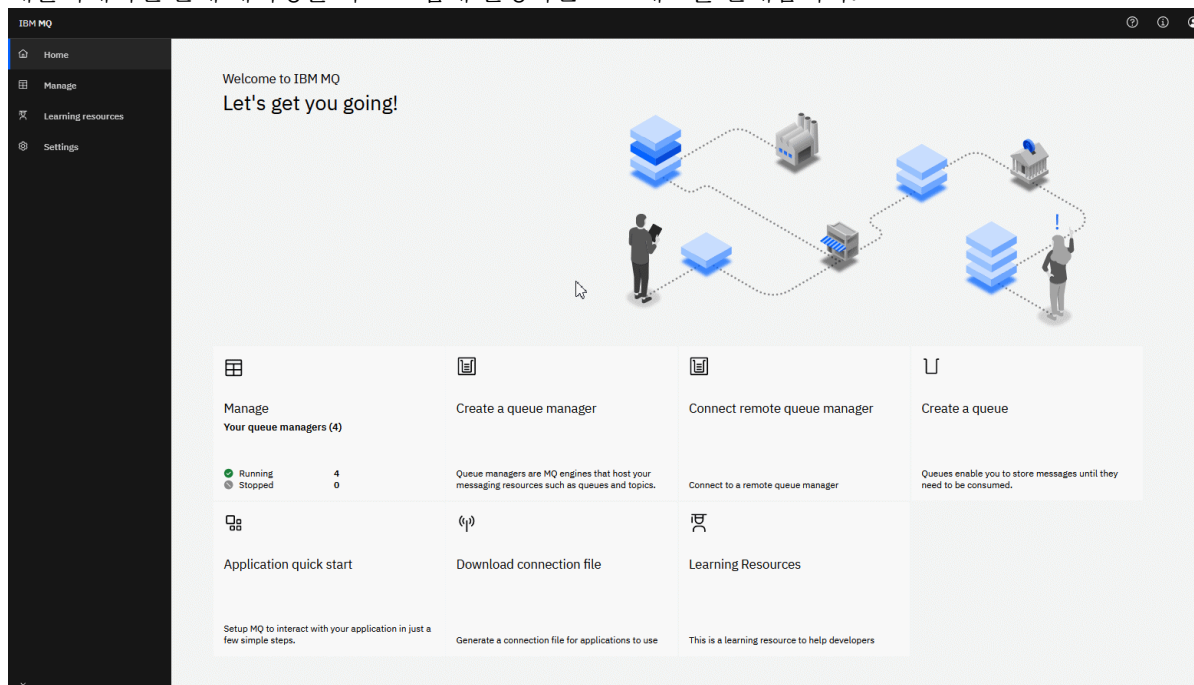 IBM MQ
Home
Manage
Learning resources
Settings
Welcome to IBM MQ
Let's get you going!
Manage
Your queue managers (4)
Running 4
Stopped 0
Create a queue manager
Queue managers are MQ engines that host your
messaging resources such as queues and topics.
Connect remote queue manager
Connect to a remote queue manager
Create a queue
Queues enable you to store messages until they
need to be consumed.
Application quick start
Setup MQ to interact with your application in just a
few simple steps.
Download connection file
Generate a connection file for applications to use
Learning Resources
This is a learning resource to help developers